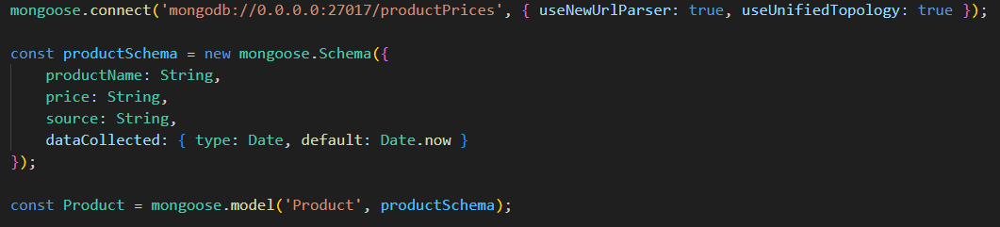 mongoose.connect('mongodb://0.0.0.0:27017/productPrices', { useNewUrlParser: true, useUnifiedTopology: true });
const productSchema = new mongoose.Schema({
    productName: String,
    price: String,
    source: String,
    dataCollected: { type: Date, default: Date.now }
});
const Product = mongoose.model('Product', productSchema);